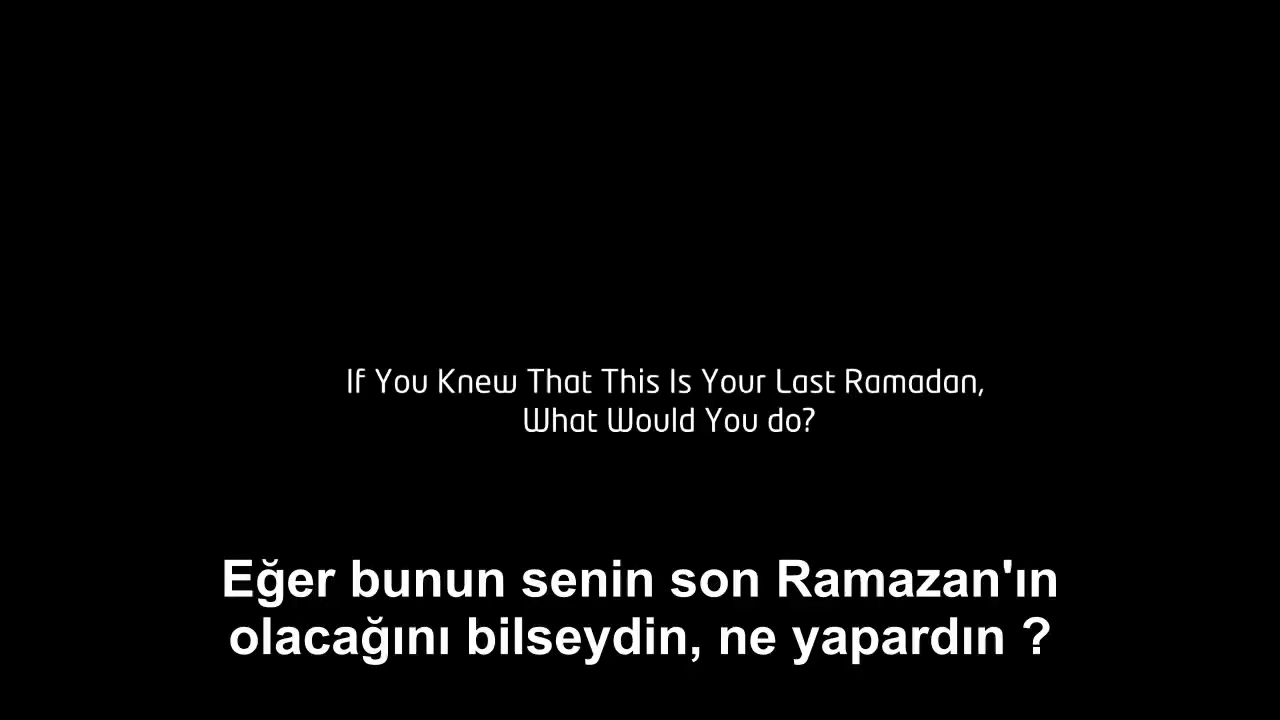 If You Knew That This Is Your Last Ramadan,
What Would You do?
Eğer bunun senin son Ramazan'ın
olacağını bilseydin, ne yapardın ?